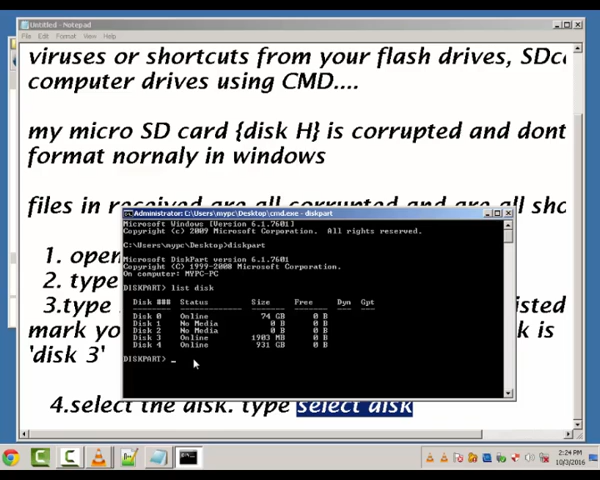 Untitled - Notepad
File Edit Format View Help
viruses or shortcuts from your flash drives, SDca
computer drives using CMD....
my micro SD card {disk H} is corrupted and dont
format nornaly in windows
files in received are all corrupted and are all sho
Administrator: C:\Users\mypc\Desktop\cmd.exe - diskpart
Microsoft Windows [Version 6.1.7601]
Copyright (c) 2009 Microsoft Corporation. All rights reserved.
C:\Users\mypc\Desktop>diskpart
Microsoft DiskPart version 6.1.7601
Copyright (C) 1999-2008 Microsoft Corporation.
On computer: MYPC-PC
DISKPART> list disk
Disk ### Status Size Free Dyn Gpt
Disk 0 Online 74 GB 0 B
Disk 1 No Media 0 B 0 B
Disk 2 No Media 0 B 0 B
Disk 3 Online 1903 MB 0 B
Disk 4 Online 931 GB 0 B
DISKPART> _
1. open
2. type
3.type listed
mark yo k is
'disk 3'
4.select the disk. type select disk
2:24 PM
10/3/2016